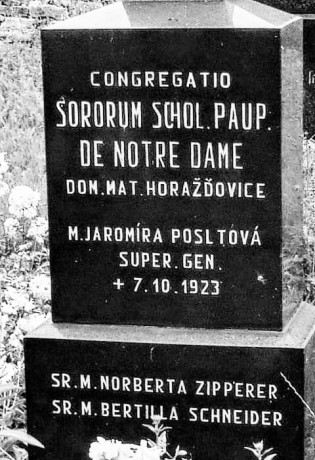 CONGREGATIO
SORORUM SCHOL. PAUP.
DE NOTRE DAME
DOM. MAT. HORAŽĎOVICE
M. JAROMÍRA POSLTOVÁ
SUPER. GEN.
+ 7. 10. 1923
SR. M. NORBERTA ZIPPERER
SR. M. BERTILLA SCHNEIDER